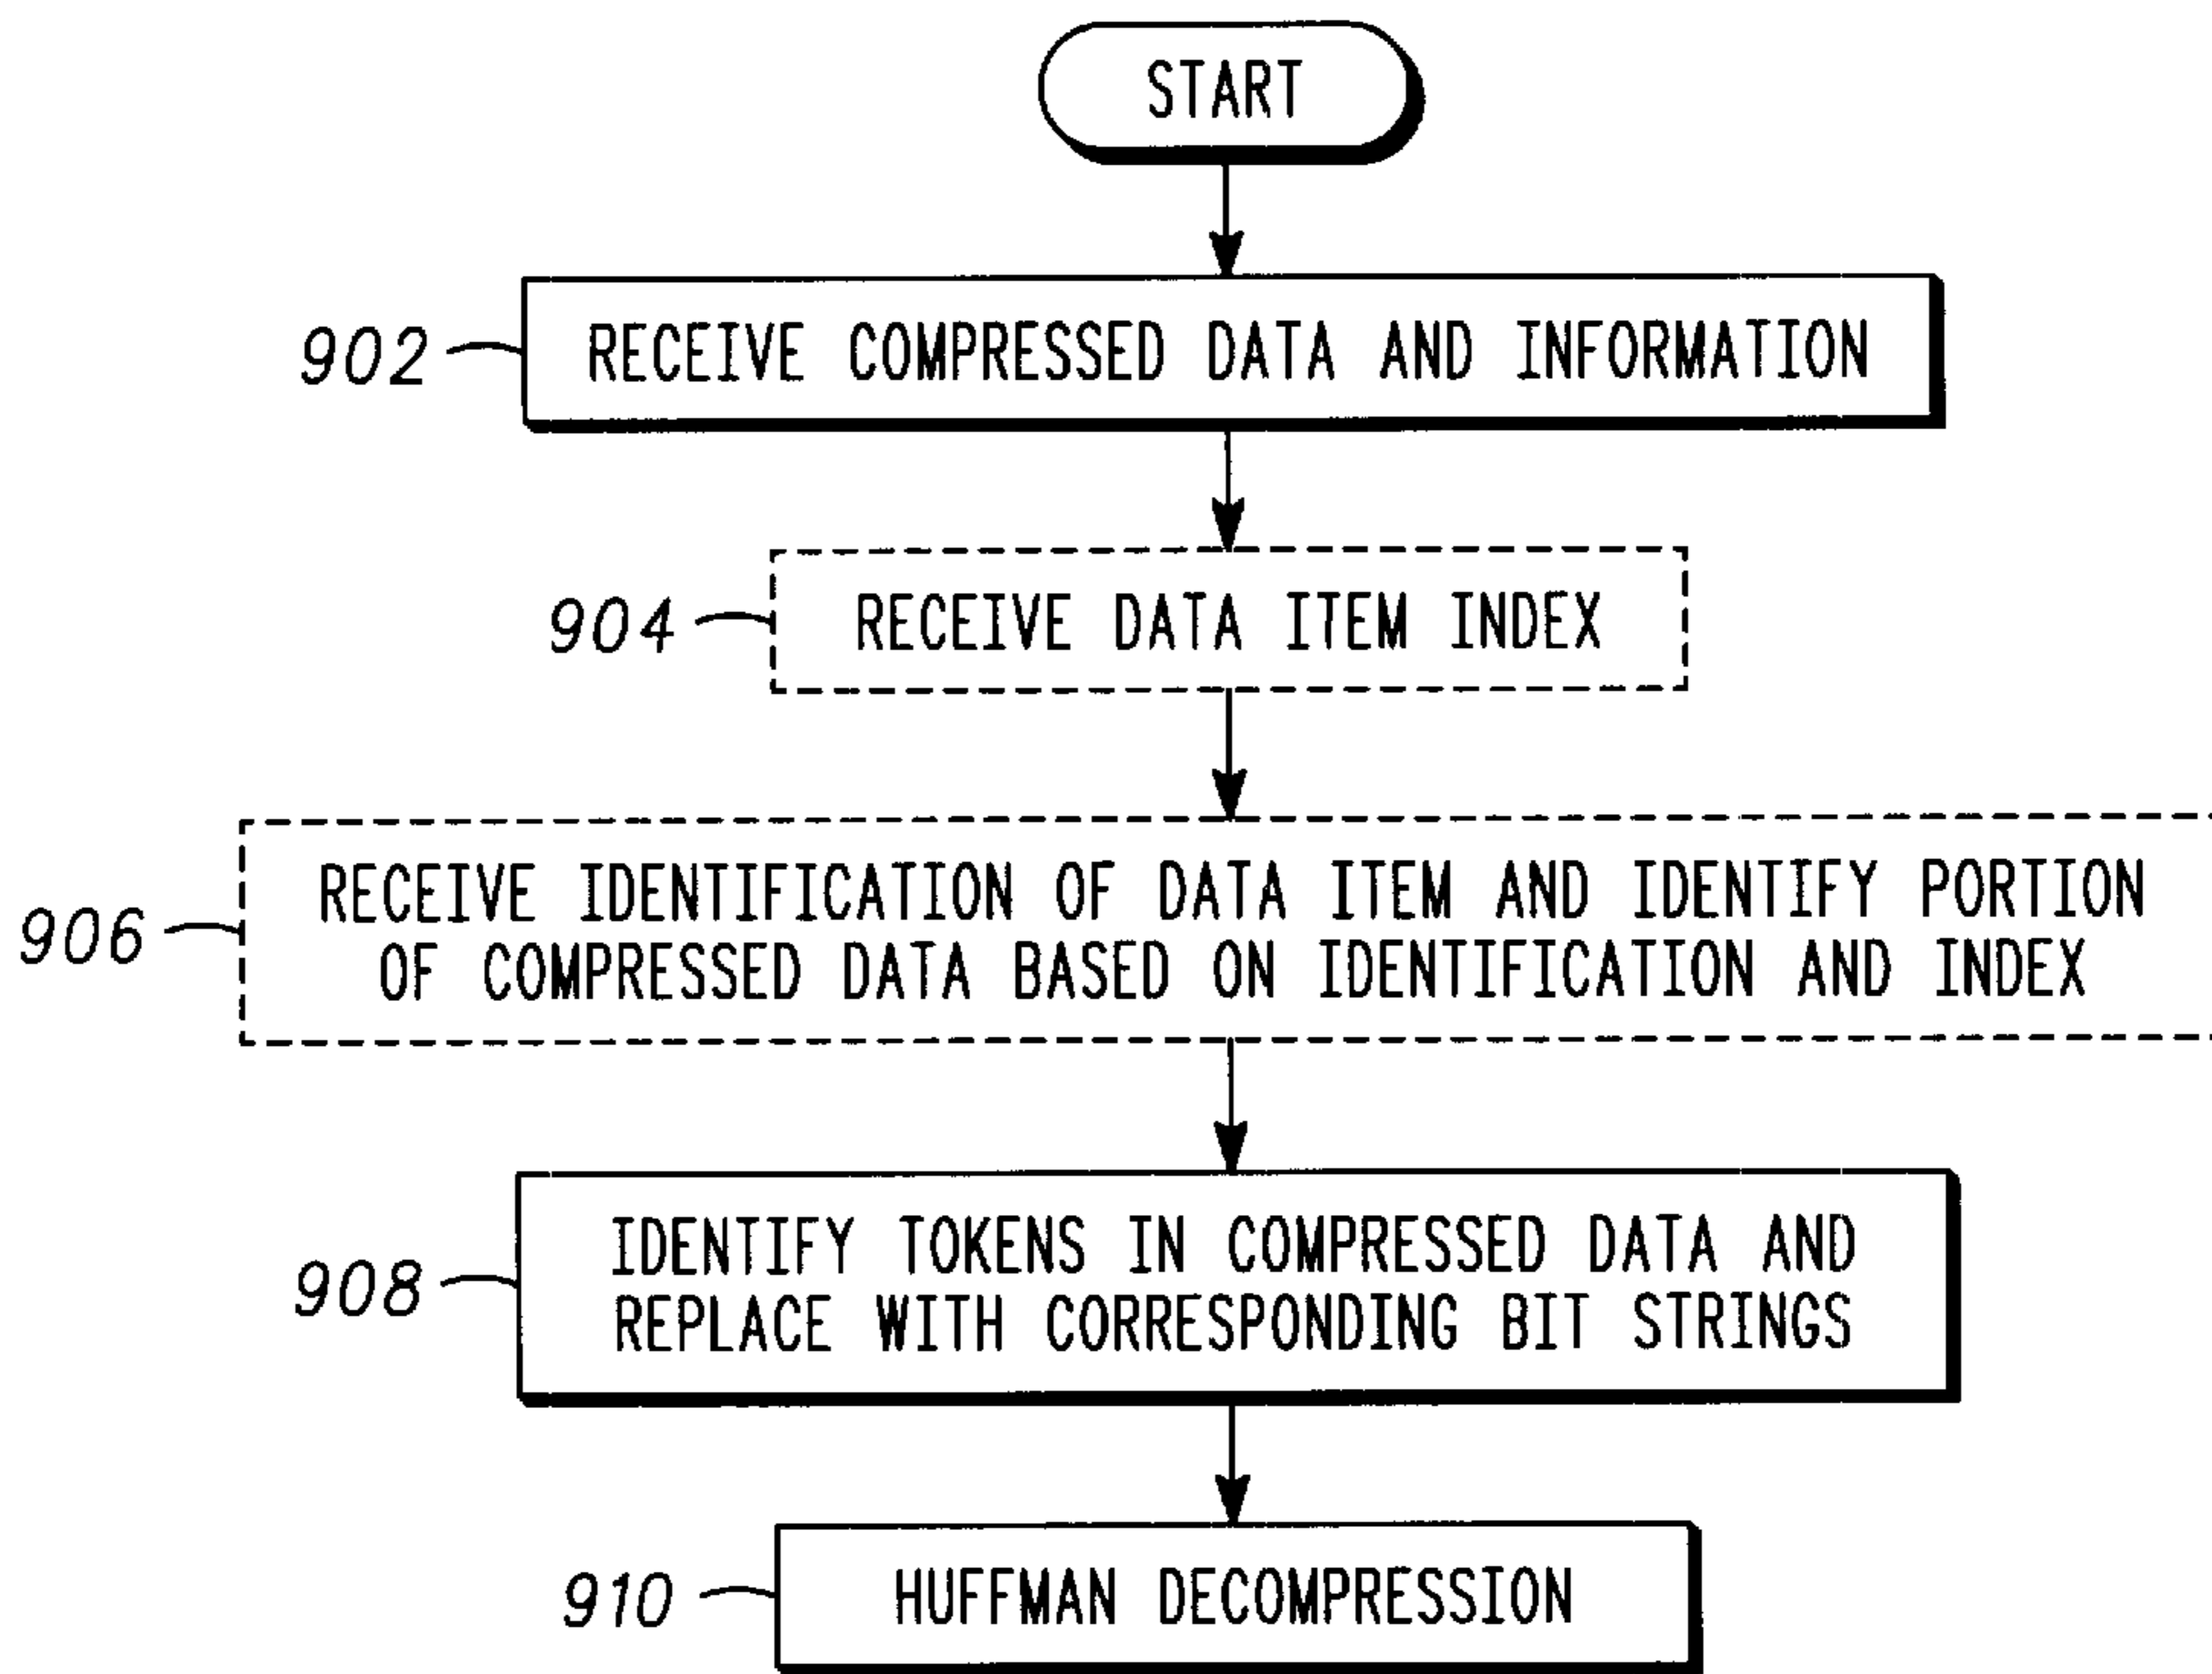 START
902
RECEIVE COMPRESSED DATA AND INFORMATION
904
RECEIVE DATA ITEM INDEX
906
RECEIVE IDENTIFICATION OF DATA ITEM AND IDENTIFY PORTION
OF COMPRESSED DATA BASED ON IDENTIFICATION AND INDEX
908
IDENTIFY TOKENS IN COMPRESSED DATA AND
REPLACE WITH CORRESPONDING BIT STRINGS
910
HUFFMAN DECOMPRESSION